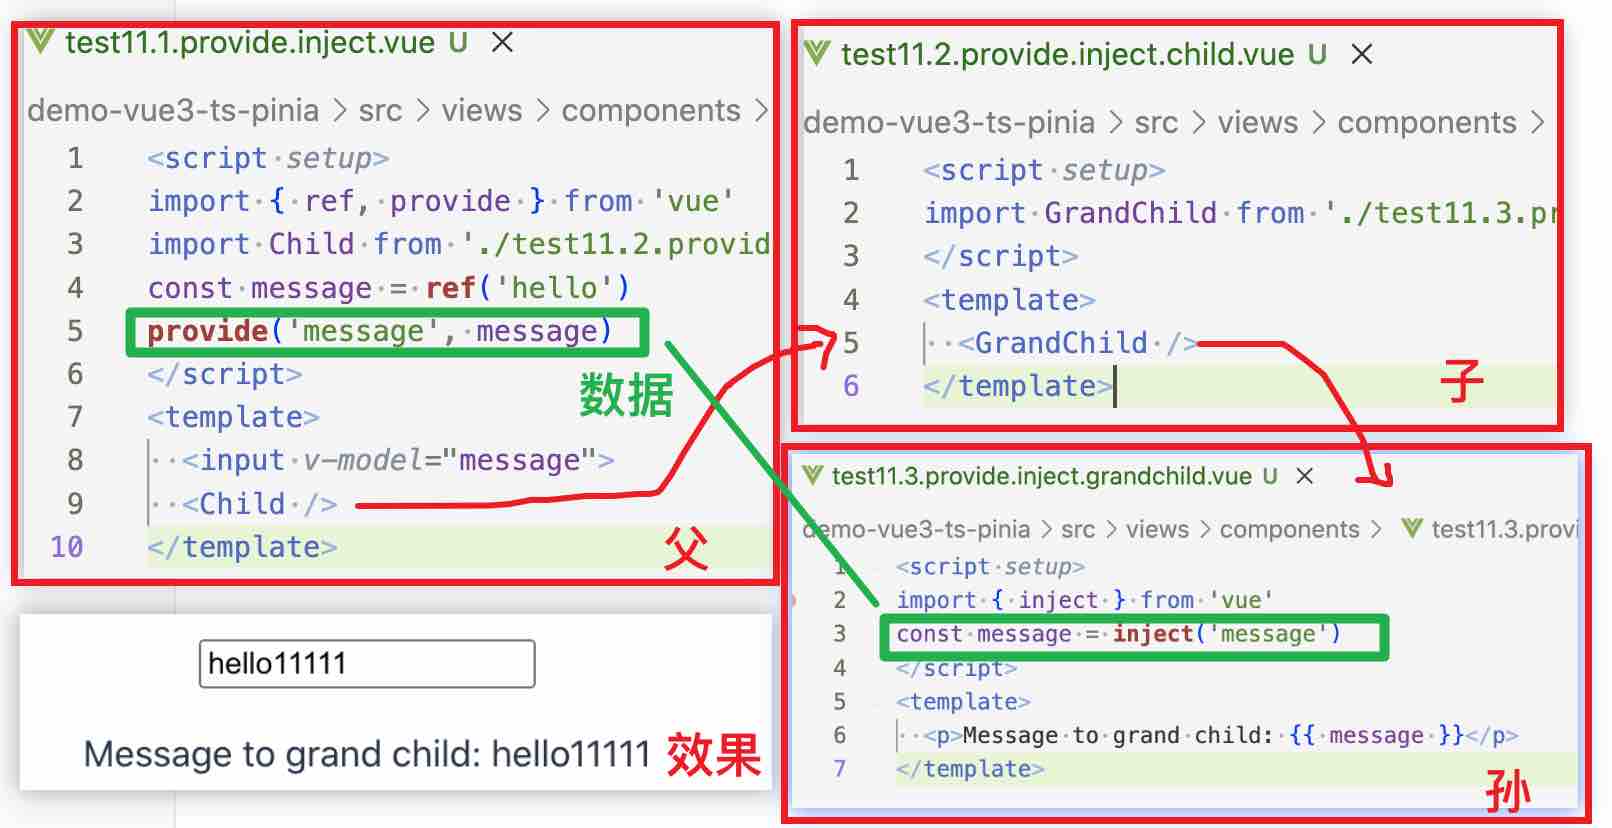 test11.1.provide.inject.vue U ×
demo-vue3-ts-pinia > src > views > components >
1 <script setup>
2 import { ref, provide } from 'vue'
3 import Child from './test11.2.provid
4 const message = ref('hello')
5 provide('message', message)
6 </script>
7 <template>
8 <input v-model="message">
9 <Child />
10 </template>
数据
父
test11.2.provide.inject.child.vue U ×
demo-vue3-ts-pinia > src > views > components >
1 <script setup>
2 import GrandChild from './test11.3.pr
3 </script>
4 <template>
5 <GrandChild />
6 </template>
子
test11.3.provide.inject.grandchild.vue U ×
demo-vue3-ts-pinia > src > views > components > test11.3.provi
1 <script setup>
2 import { inject } from 'vue'
3 const message = inject('message')
4 </script>
5 <template>
6 <p>Message to grand child: {{ message }}</p>
7 </template>
孙
hello11111
Message to grand child: hello11111
效果